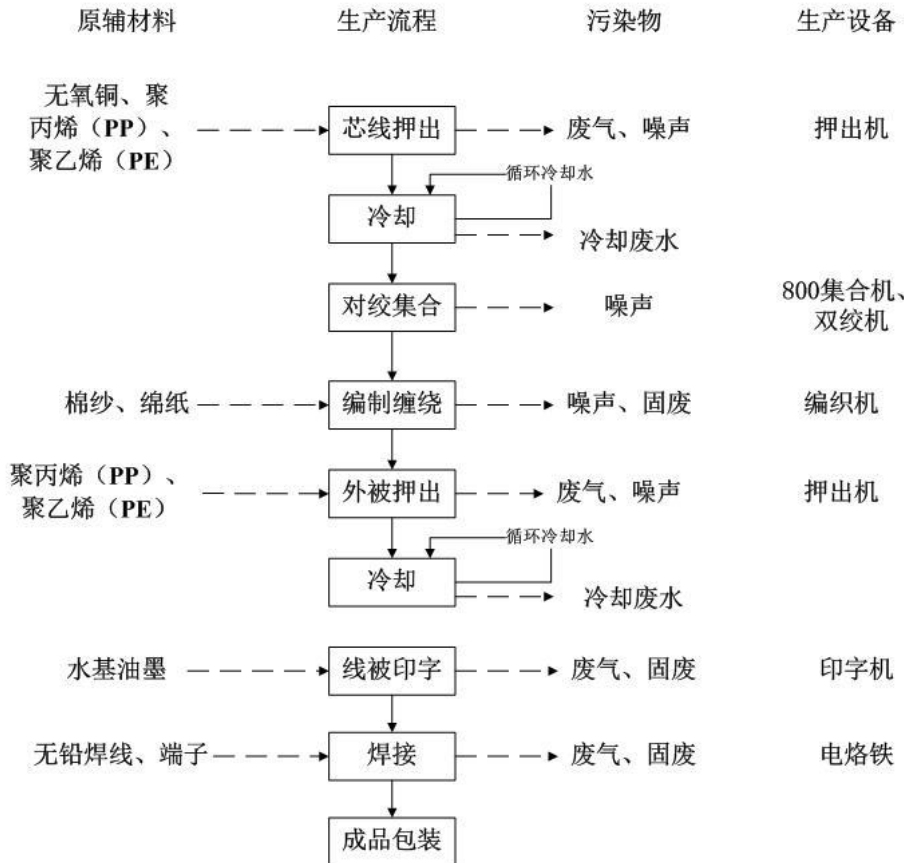 原辅材料 生产流程 污染物 生产设备
无氧铜、聚
丙烯（PP）、
聚乙烯（PE）
芯线押出
废气、噪声
押出机
循环冷却水
冷却
冷却废水
对绞集合
噪声
800集合机、
双绞机
棉纱、绵纸
编制缠绕
噪声、固废
编织机
聚丙烯（PP）、
聚乙烯（PE）
外被押出
废气、噪声
押出机
循环冷却水
冷却
冷却废水
水基油墨
线被印字
废气、固废
印字机
无铅焊线、端子
焊接
废气、固废
电烙铁
成品包装